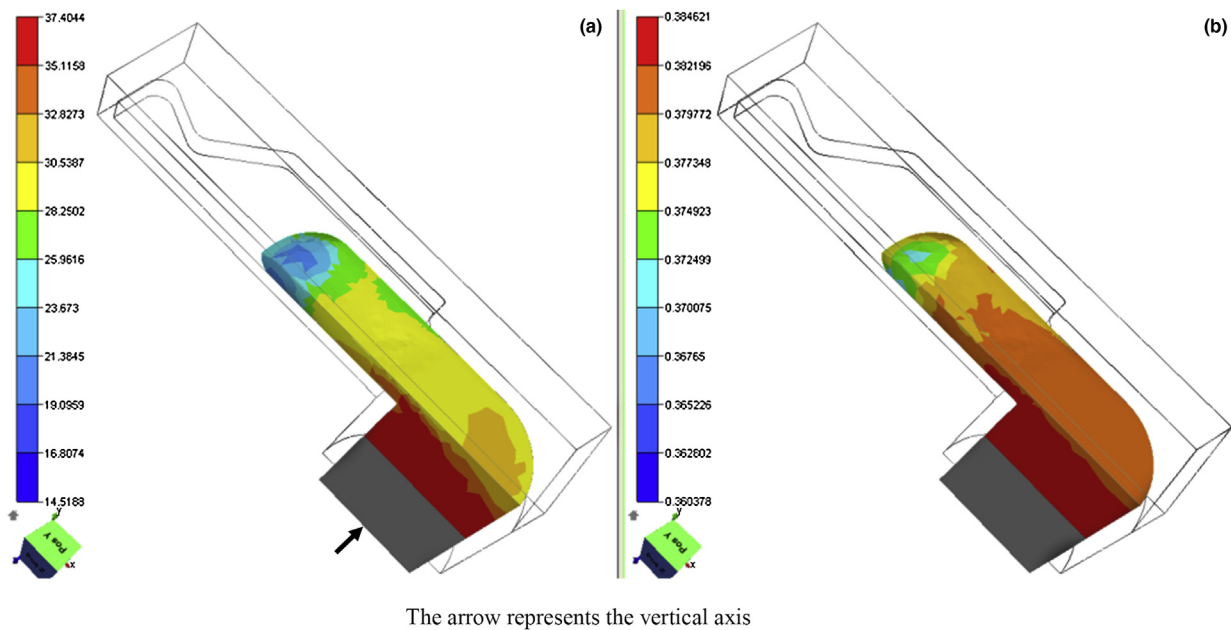 (a)
37.4044
35.1158
32.8273
30.5387
28.2502
25.9616
23.673
21.3845
19.0959
16.8074
14.5188
y
Pos Y
x
(b)
0.384621
0.382196
0.379772
0.377348
0.374923
0.372499
0.370075
0.36765
0.365226
0.362802
0.360378
y
Pos Y
x
The arrow represents the vertical axis